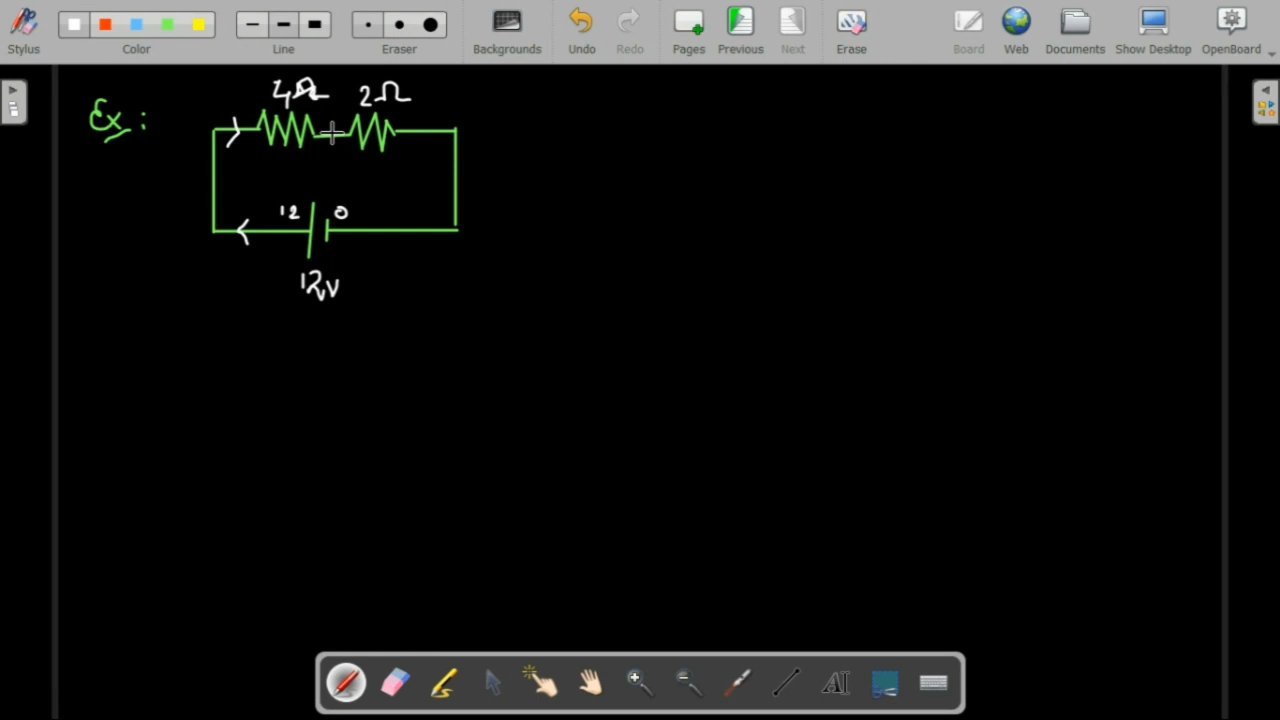 Stylus Color Line Eraser Backgrounds Undo Redo Pages Previous Next Erase Board Web Documents Show Desktop OpenBoard
4Ω 2Ω
Ex :
12 0
12v
AI